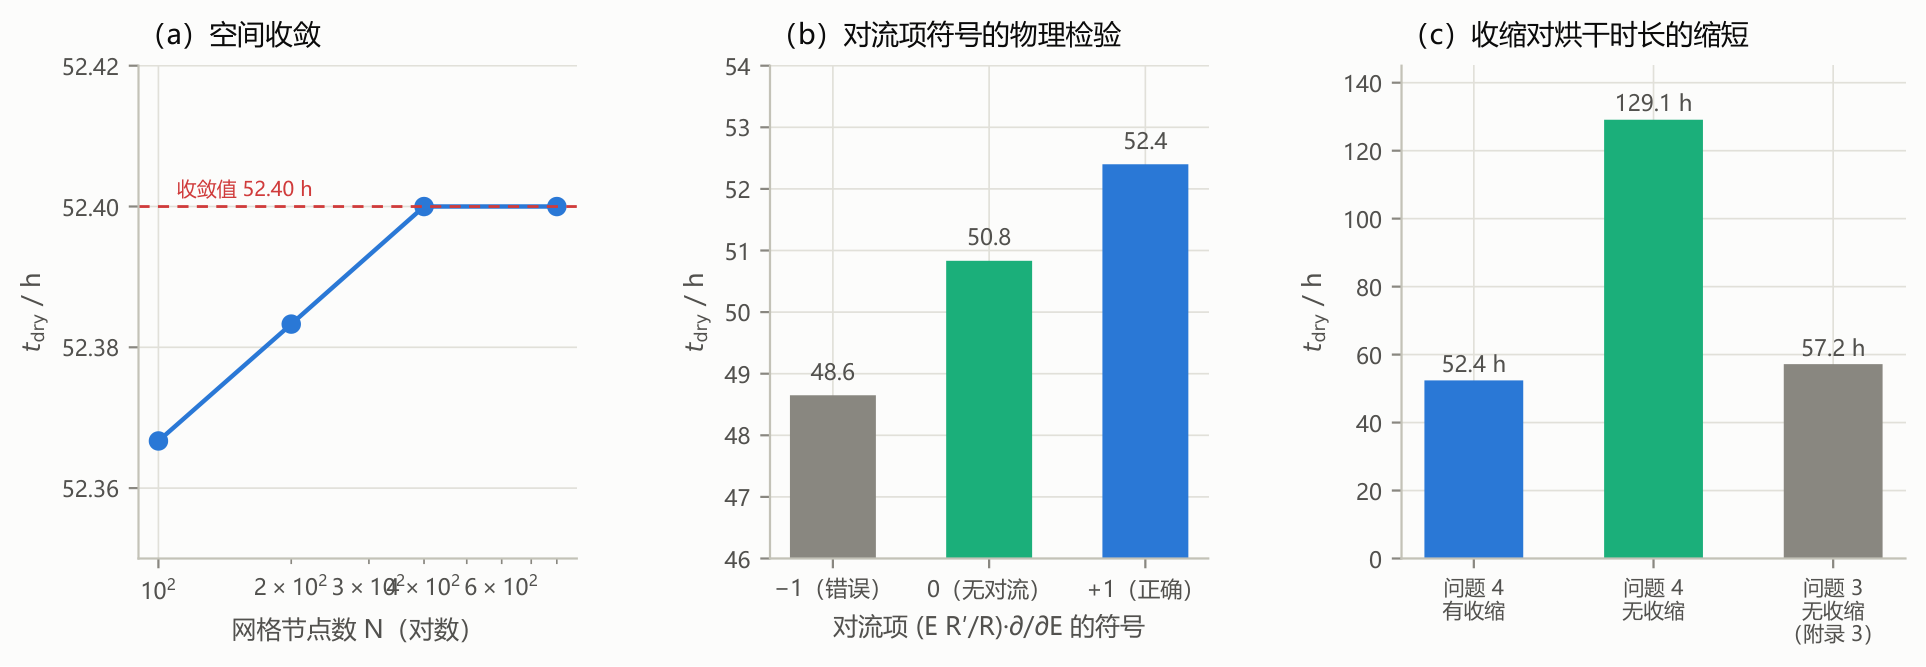 （a）空间收敛
52.42
52.40
52.38
52.36
t_dry / h
收敛值 52.40 h
10²
2 × 10²
3 × 10²
4 × 10²
6 × 10²
网格节点数 N（对数）
（b）对流项符号的物理检验
54
53
52
51
50
49
48
47
46
t_dry / h
48.6
50.8
52.4
−1（错误）
0（无对流）
+1（正确）
对流项 (E R′/R)·∂/∂E 的符号
（c）收缩对烘干时长的缩短
140
120
100
80
60
40
20
0
t_dry / h
52.4 h
129.1 h
57.2 h
问题 4
有收缩
问题 4
无收缩
问题 3
无收缩
（附录 3）